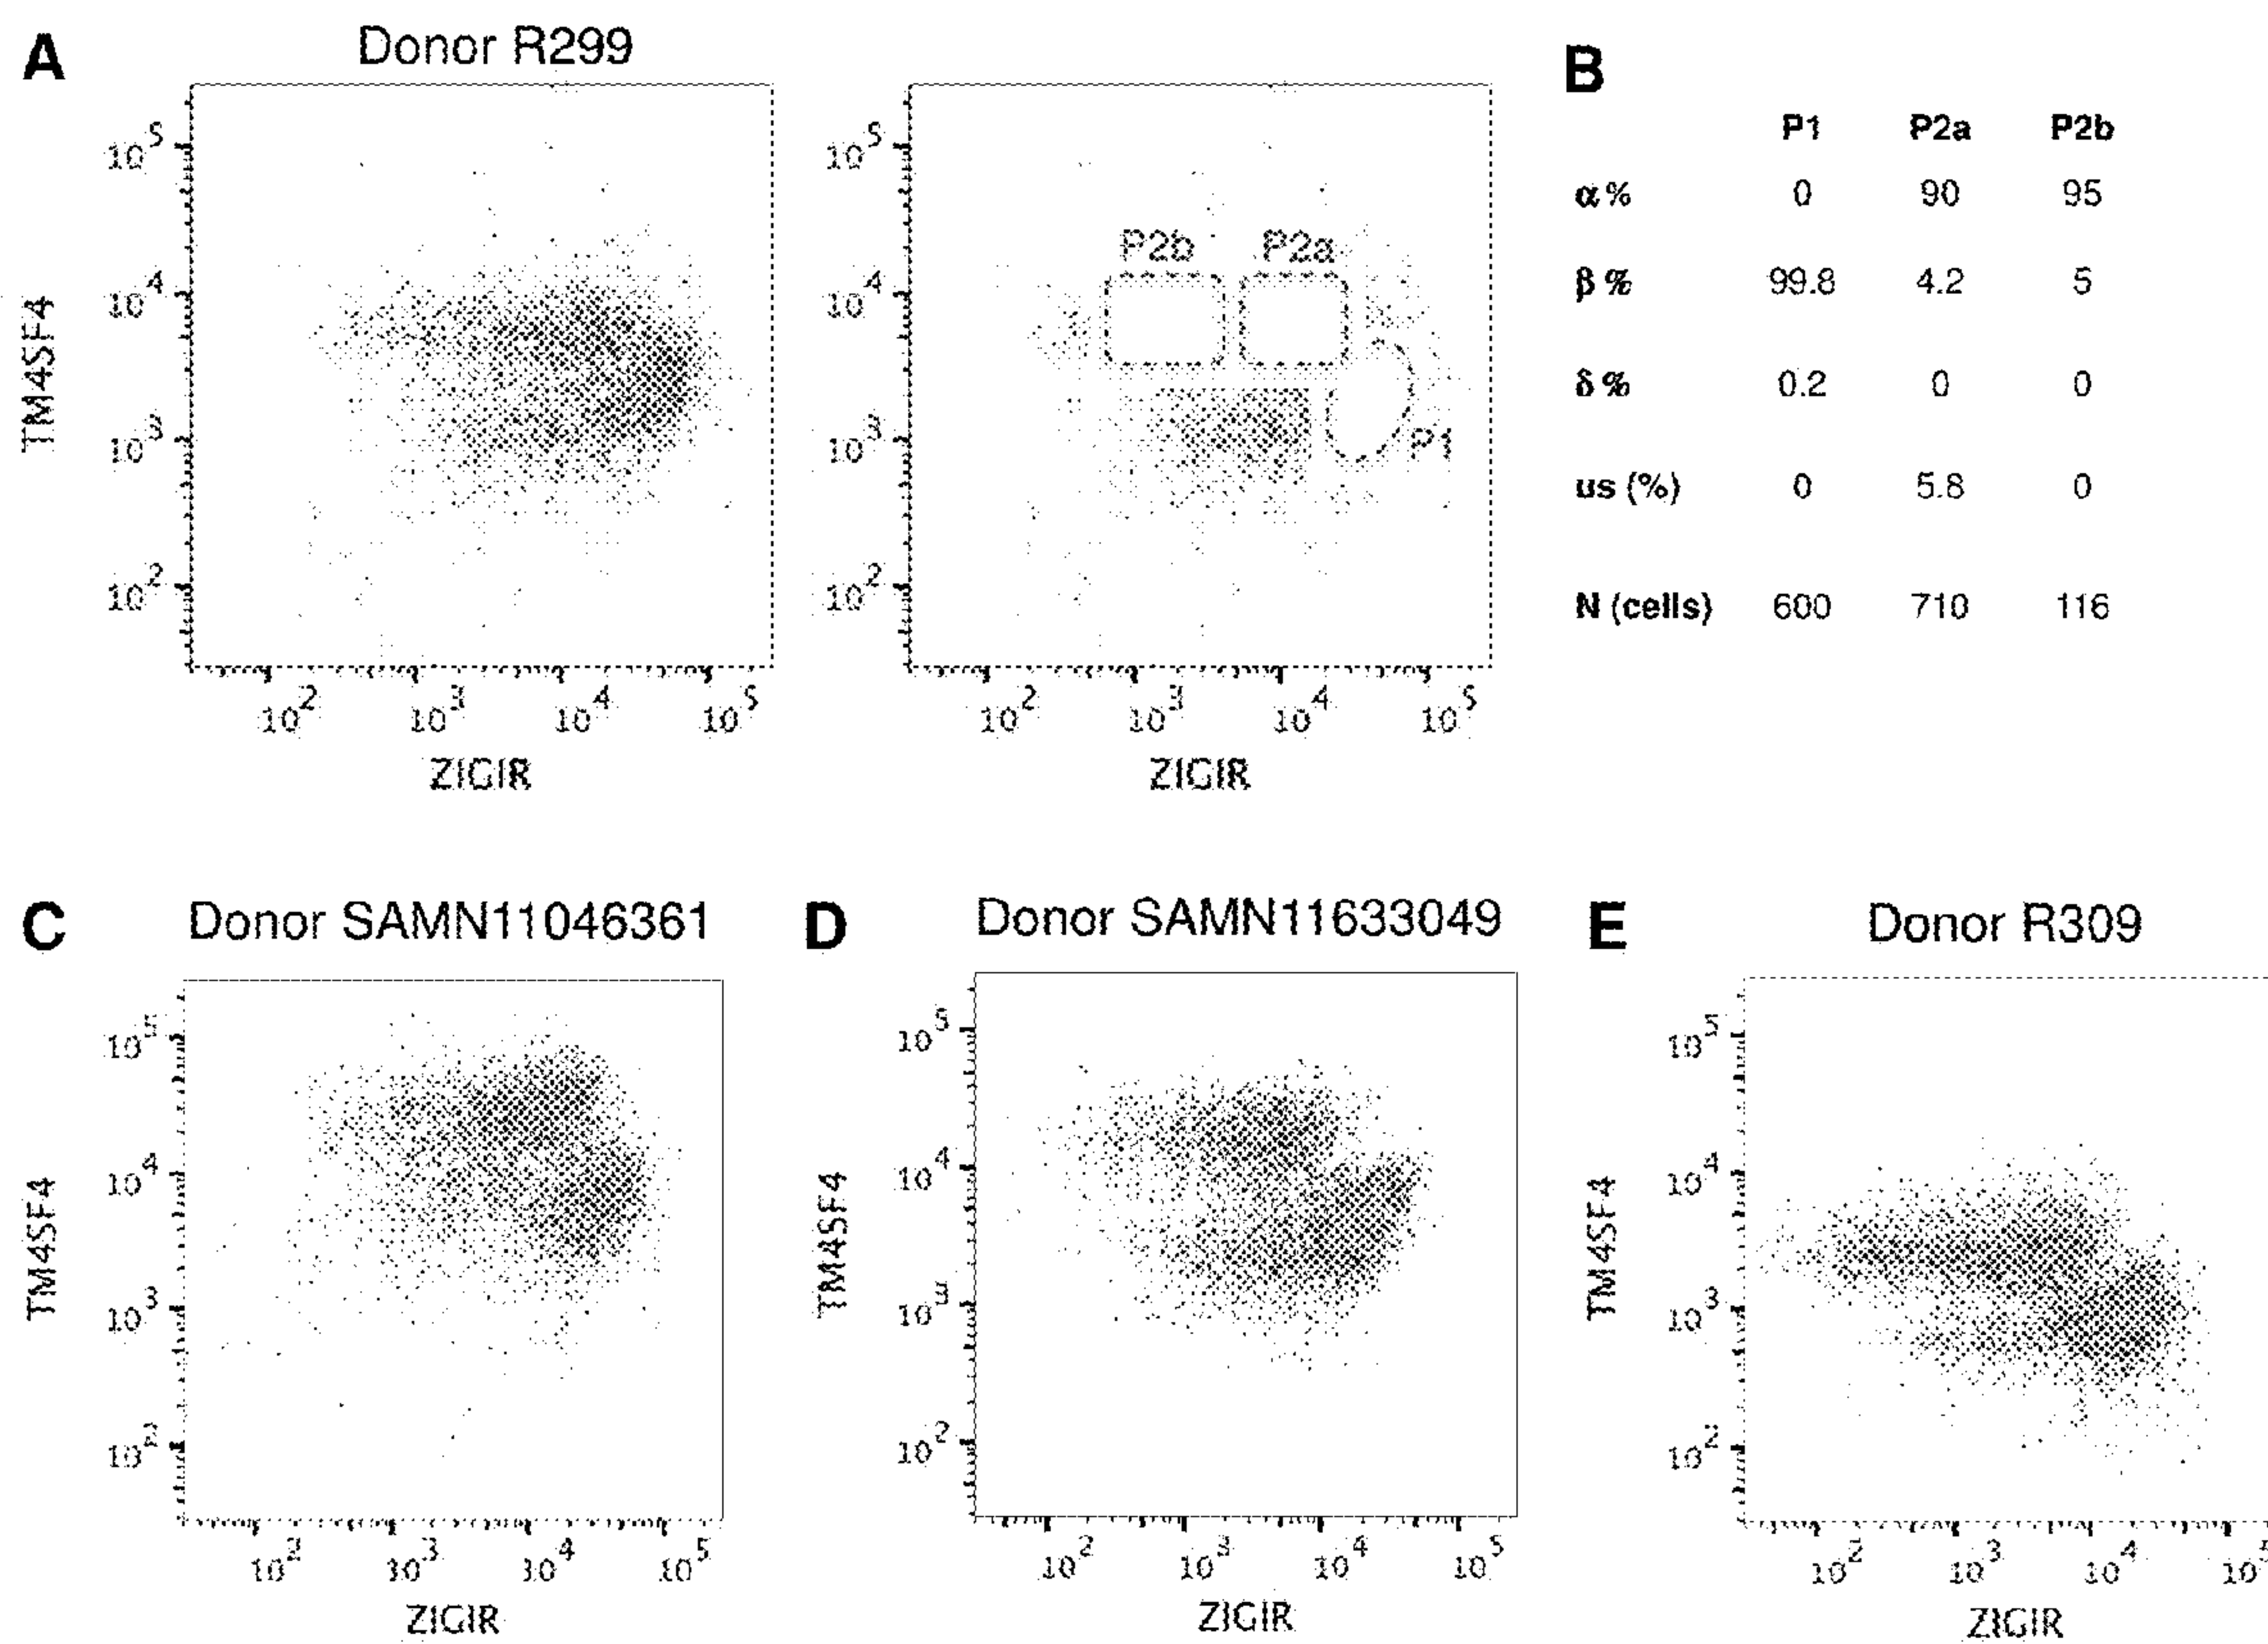 A
Donor R299
TM4SF4
10^5
10^4
10^3
10^2
10^2 10^3 10^4 10^5
ZIGIR
10^5
10^4
10^3
10^2
P2b P2a
P1
10^2 10^3 10^4 10^5
ZIGIR
B
P1 P2a P2b
α% 0 90 95
β% 99.8 4.2 5
δ% 0.2 0 0
us (%) 0 5.8 0
N (cells) 600 710 116
C
Donor SAMN11046361
TM4SF4
10^5
10^4
10^3
10^2
10^2 10^3 10^4 10^5
ZIGIR
D
Donor SAMN11633049
TM4SF4
10^5
10^4
10^3
10^2
10^2 10^3 10^4 10^5
ZIGIR
E
Donor R309
TM4SF4
10^5
10^4
10^3
10^2
10^2 10^3 10^4 10^5
ZIGIR